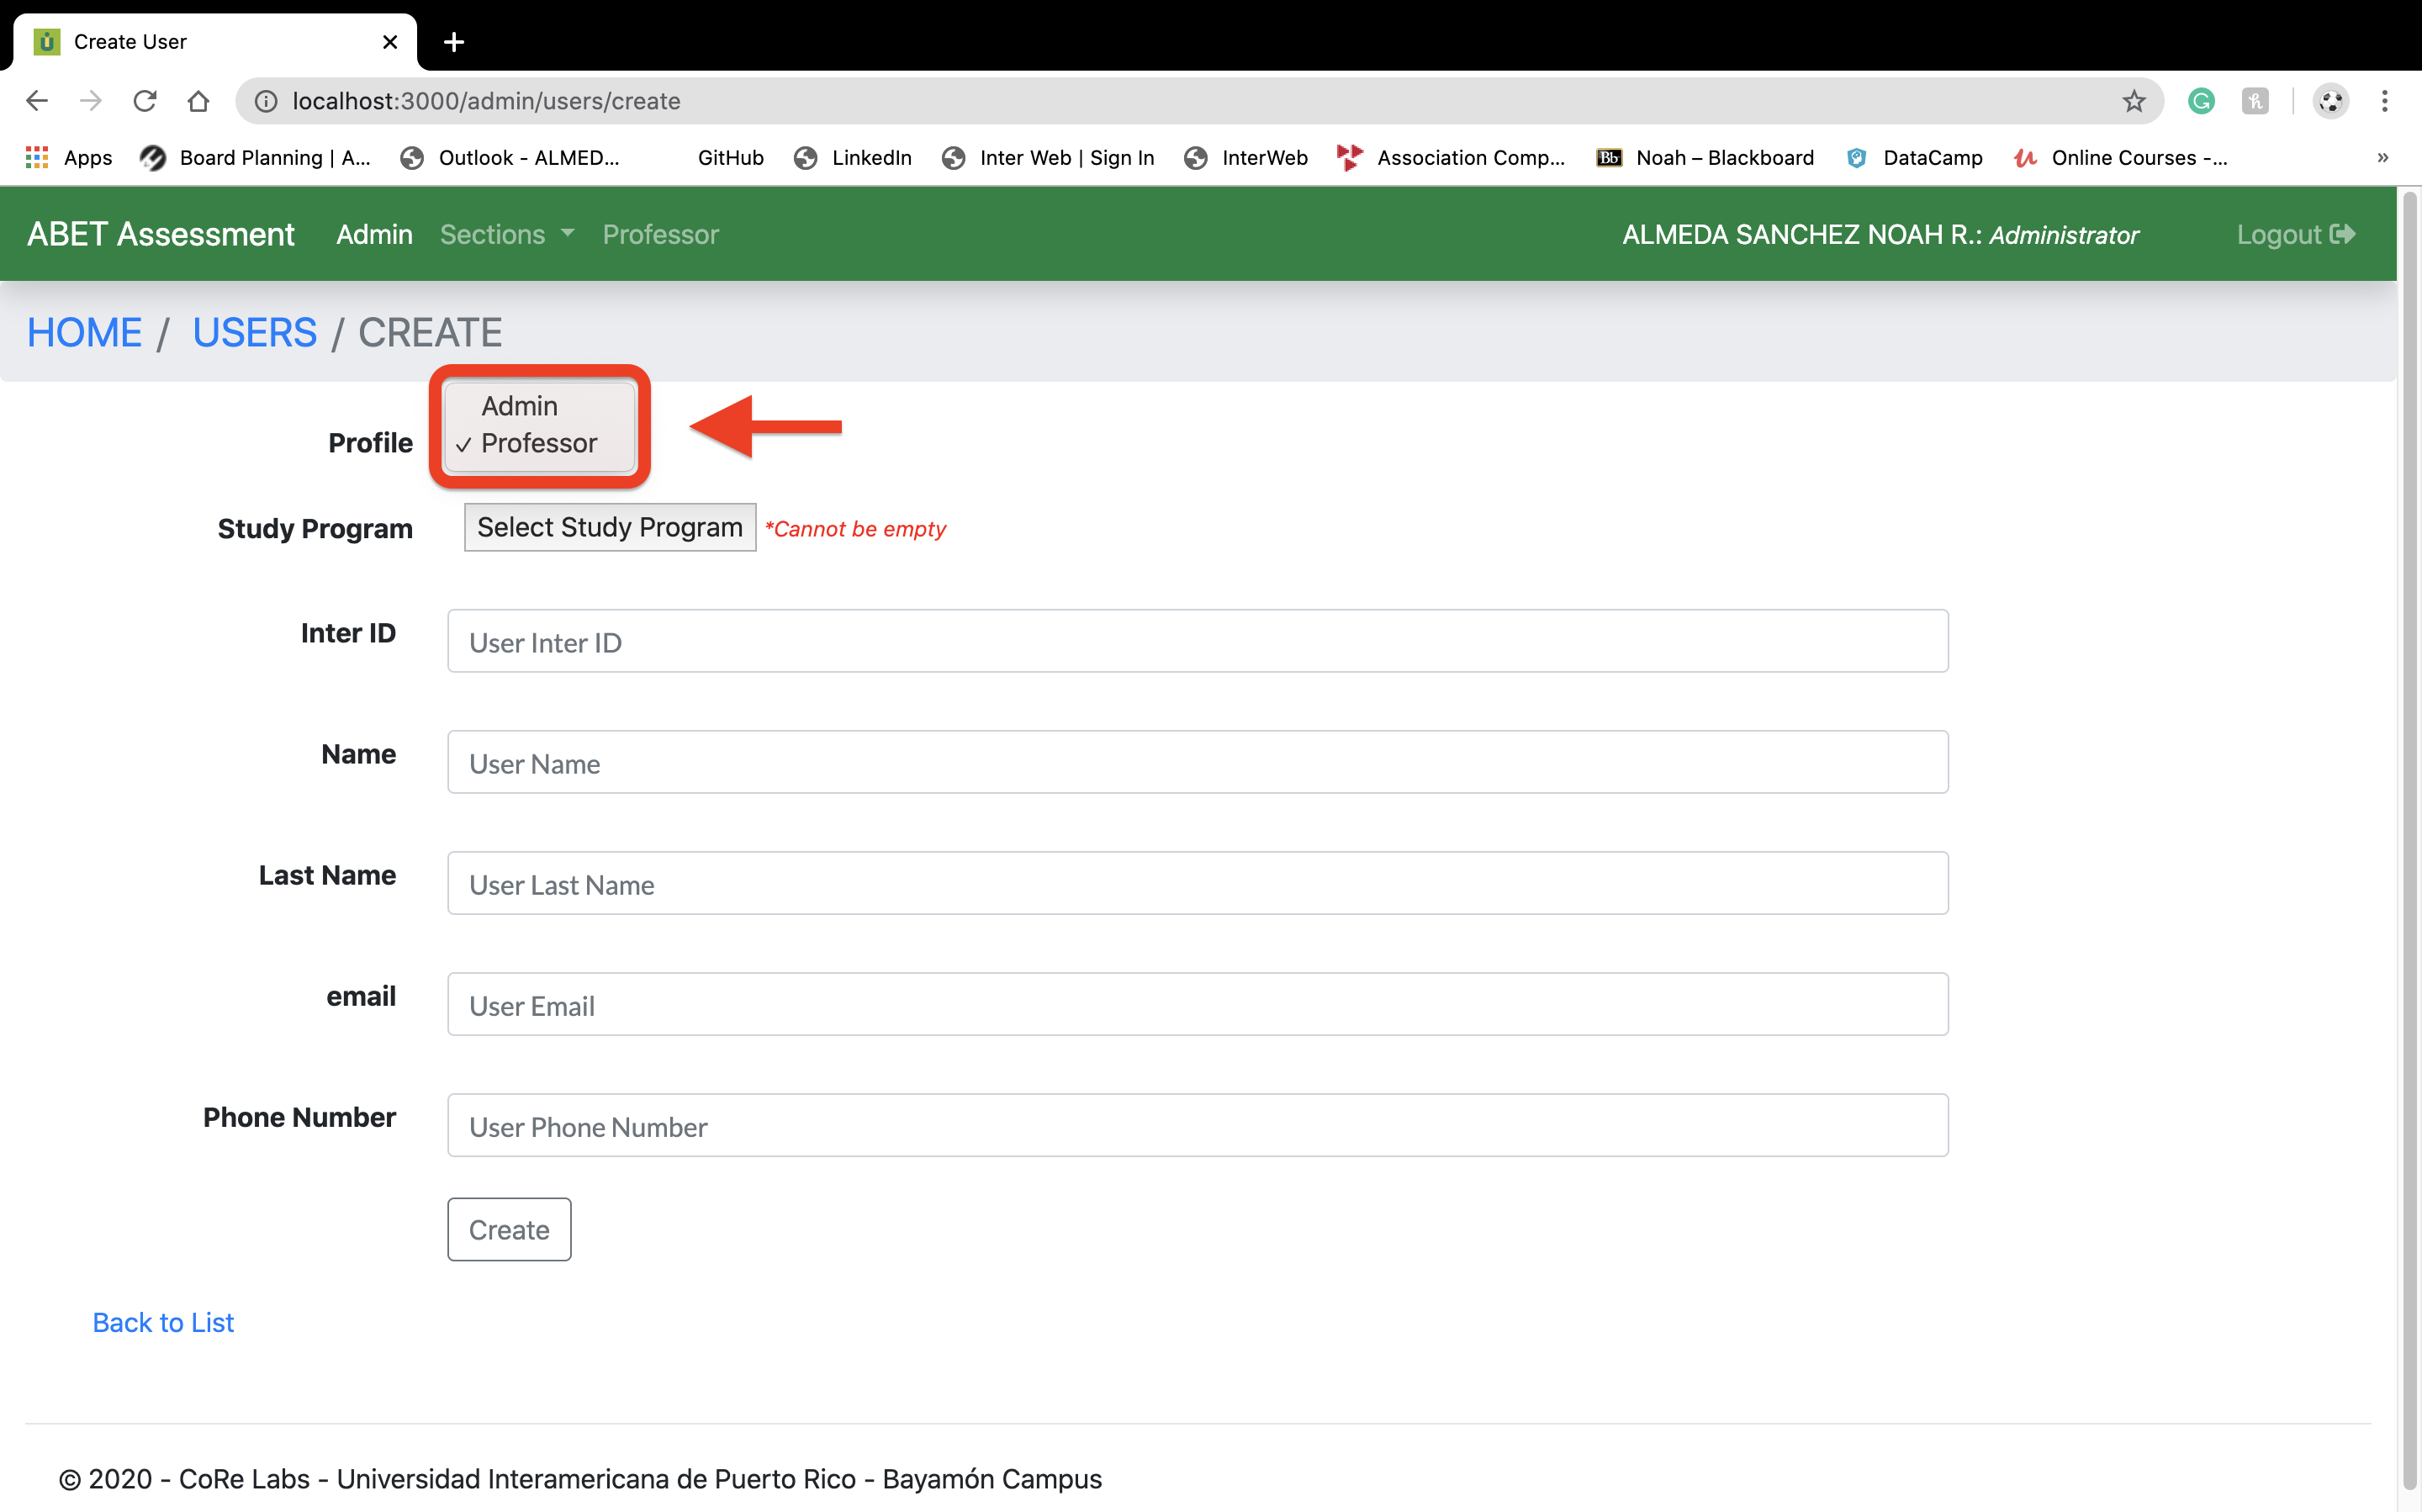 Create User
localhost:3000/admin/users/create
Apps Board Planning | A... Outlook - ALMED... GitHub LinkedIn Inter Web | Sign In InterWeb Association Comp... Bb Noah – Blackboard DataCamp Online Courses -... »
ABET Assessment Admin Sections Professor ALMEDA SANCHEZ NOAH R.: Administrator Logout
HOME / USERS / CREATE
Admin
Profile ✓ Professor
Study Program Select Study Program *Cannot be empty
Inter ID User Inter ID
Name User Name
Last Name User Last Name
email User Email
Phone Number User Phone Number
Create
Back to List
© 2020 - CoRe Labs - Universidad Interamericana de Puerto Rico - Bayamón Campus